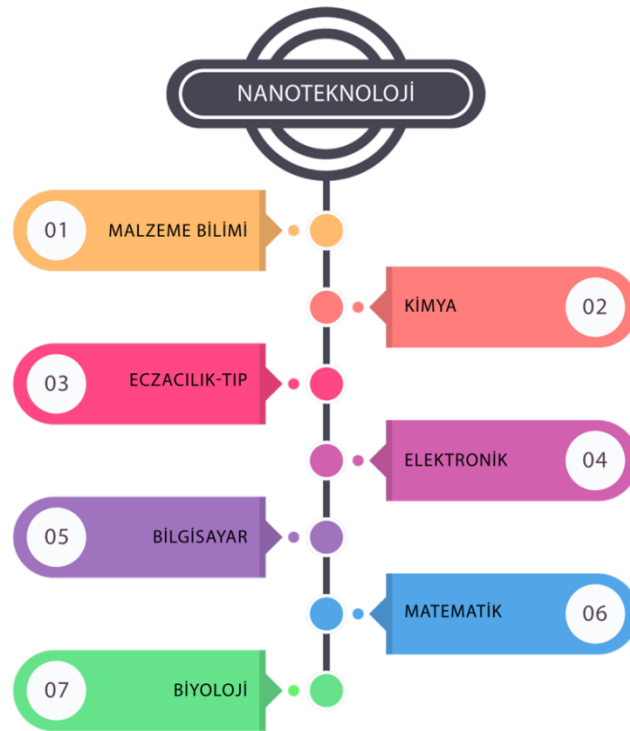 NANOTEKNOLOJİ
01 MALZEME BİLİMİ
KİMYA 02
03 ECZACILIK-TIP
ELEKTRONİK 04
05 BİLGİSAYAR
MATEMATİK 06
07 BİYOLOJİ